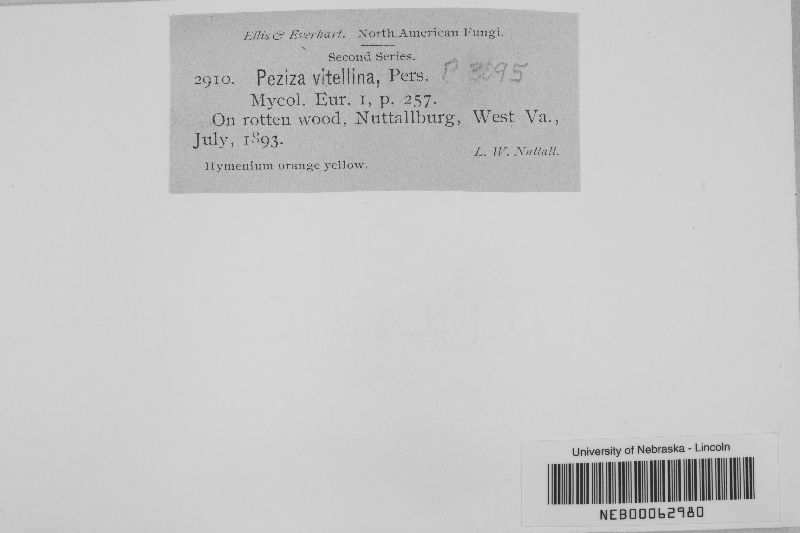 Ellis & Everhart. North American Fungi.
Second Series.
2910. Peziza vitellina, Pers. P 3095
Mycol. Eur. 1, p. 257.
On rotten wood, Nuttallburg, West Va.,
July, 1893.
L. W. Nuttall.
Hymenium orange yellow.
University of Nebraska - Lincoln
NEB00062980